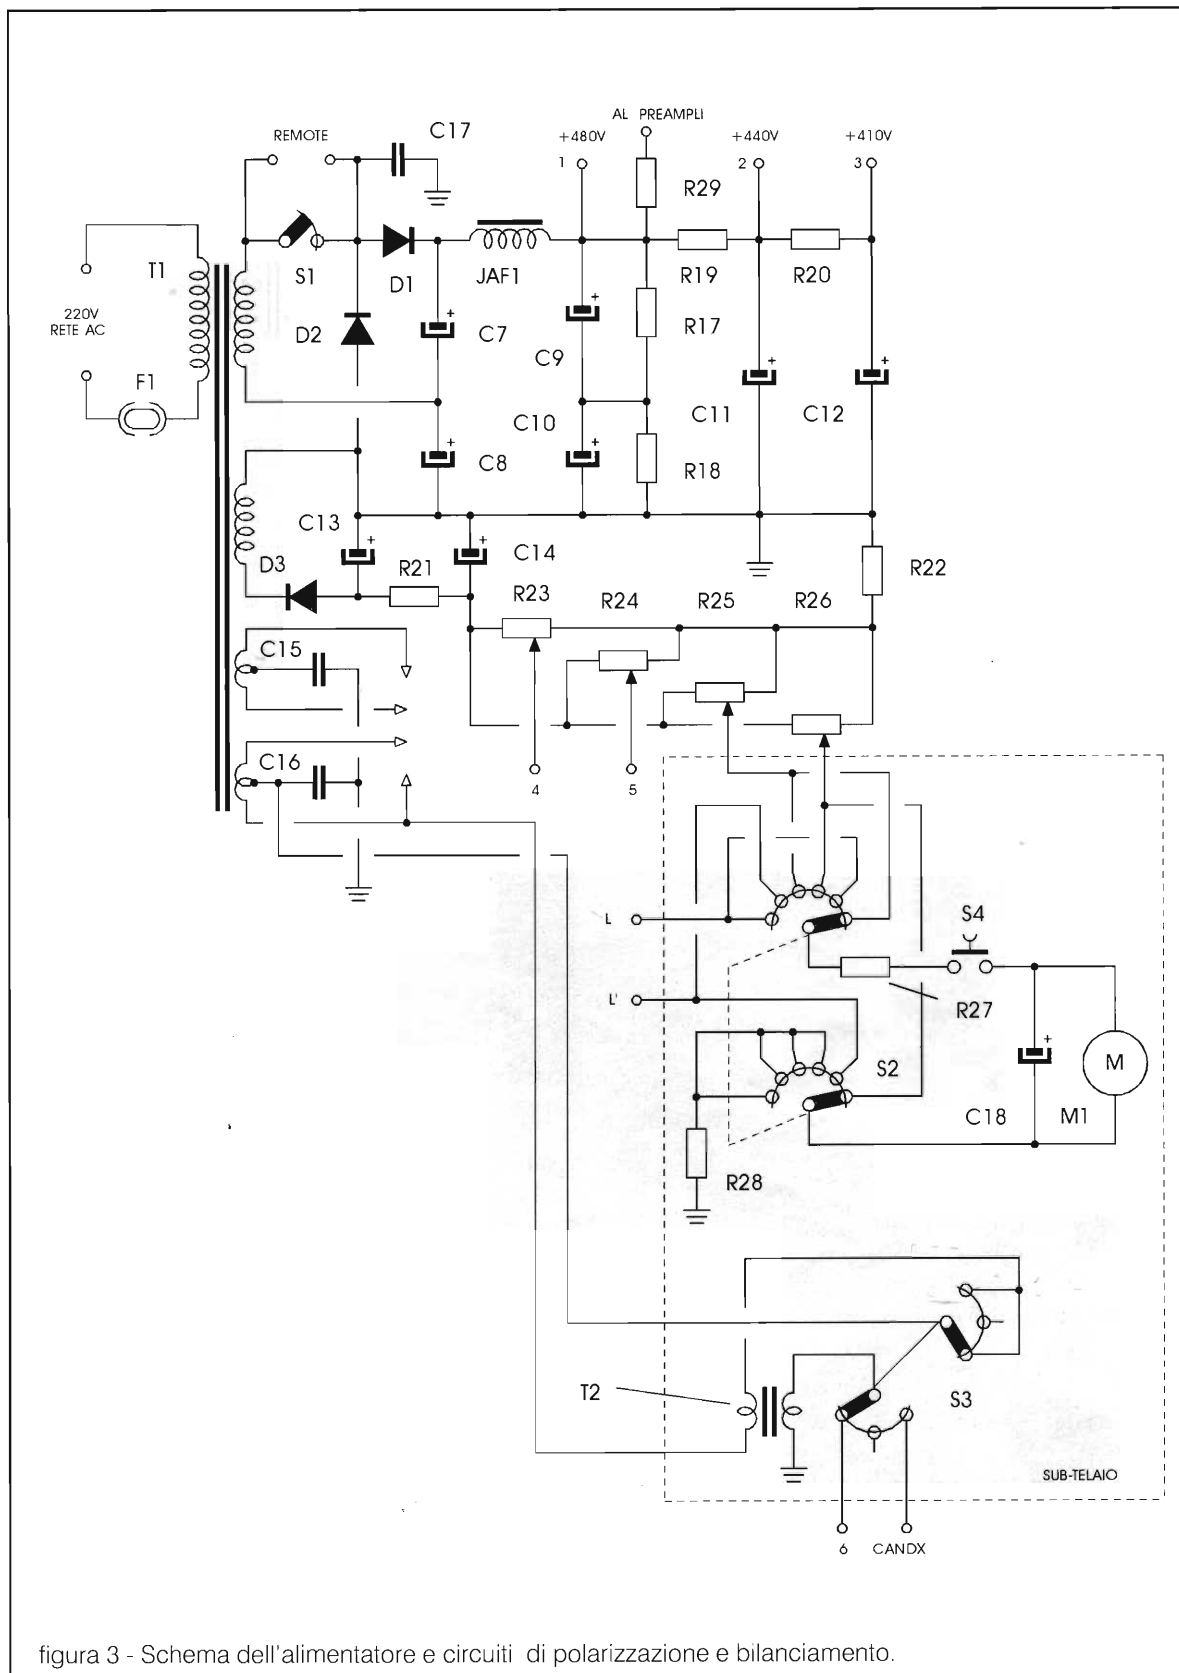 AL PREAMPLI
REMOTE
C17
+480V
+440V
+410V
1
2
3
R29
T1
S1
D1
JAF1
R19
R20
220V
RETE AC
D2
C7
R17
C9
F1
C10
C11
C12
C8
R18
C13
C14
D3
R21
R22
R23
R24
R25
R26
C15
C16
4
5
L
S4
L'
R27
S2
M
C18
M1
R28
T2
S3
SUB-TELAIO
6
CANDX
figura 3 - Schema dell'alimentatore e circuiti di polarizzazione e bilanciamento.